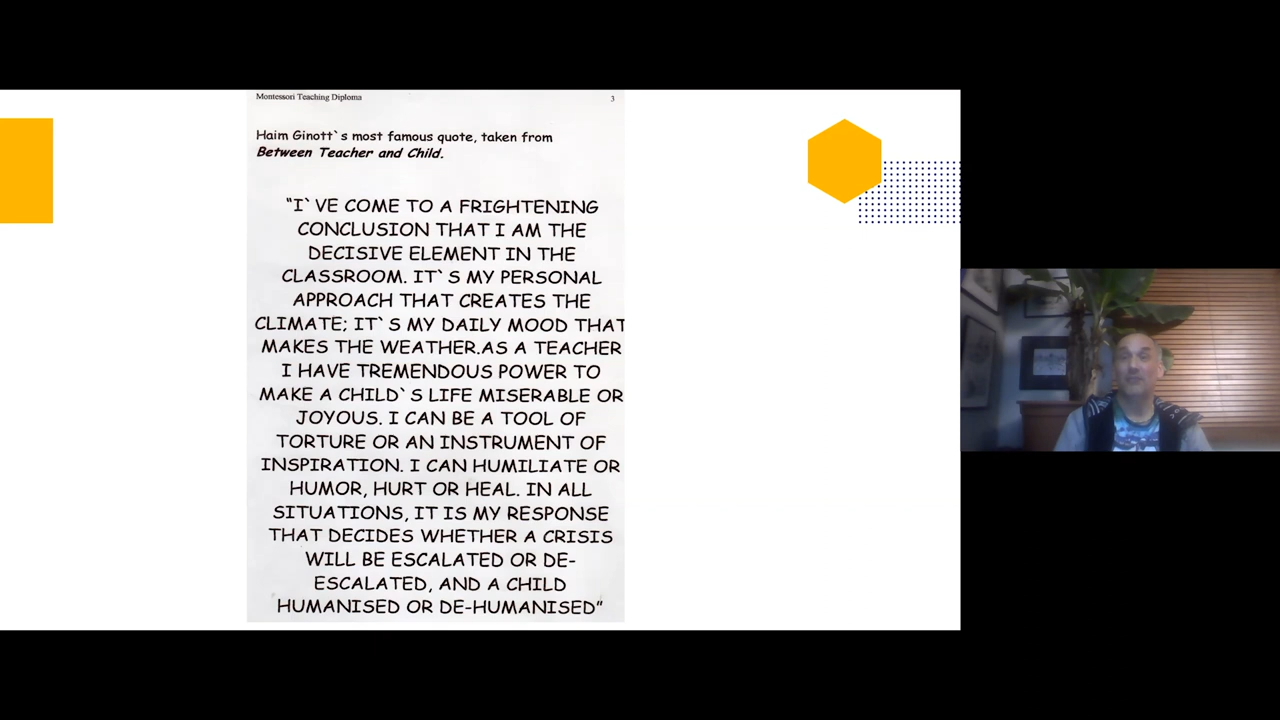 Montessori Teaching Diploma 3
Haim Ginott`s most famous quote, taken from
Between Teacher and Child.
"I`VE COME TO A FRIGHTENING
CONCLUSION THAT I AM THE
DECISIVE ELEMENT IN THE
CLASSROOM. IT`S MY PERSONAL
APPROACH THAT CREATES THE
CLIMATE; IT`S MY DAILY MOOD THAT
MAKES THE WEATHER.AS A TEACHER
I HAVE TREMENDOUS POWER TO
MAKE A CHILD`S LIFE MISERABLE OR
JOYOUS. I CAN BE A TOOL OF
TORTURE OR AN INSTRUMENT OF
INSPIRATION. I CAN HUMILIATE OR
HUMOR, HURT OR HEAL. IN ALL
SITUATIONS, IT IS MY RESPONSE
THAT DECIDES WHETHER A CRISIS
WILL BE ESCALATED OR DE-
ESCALATED, AND A CHILD
HUMANISED OR DE-HUMANISED"